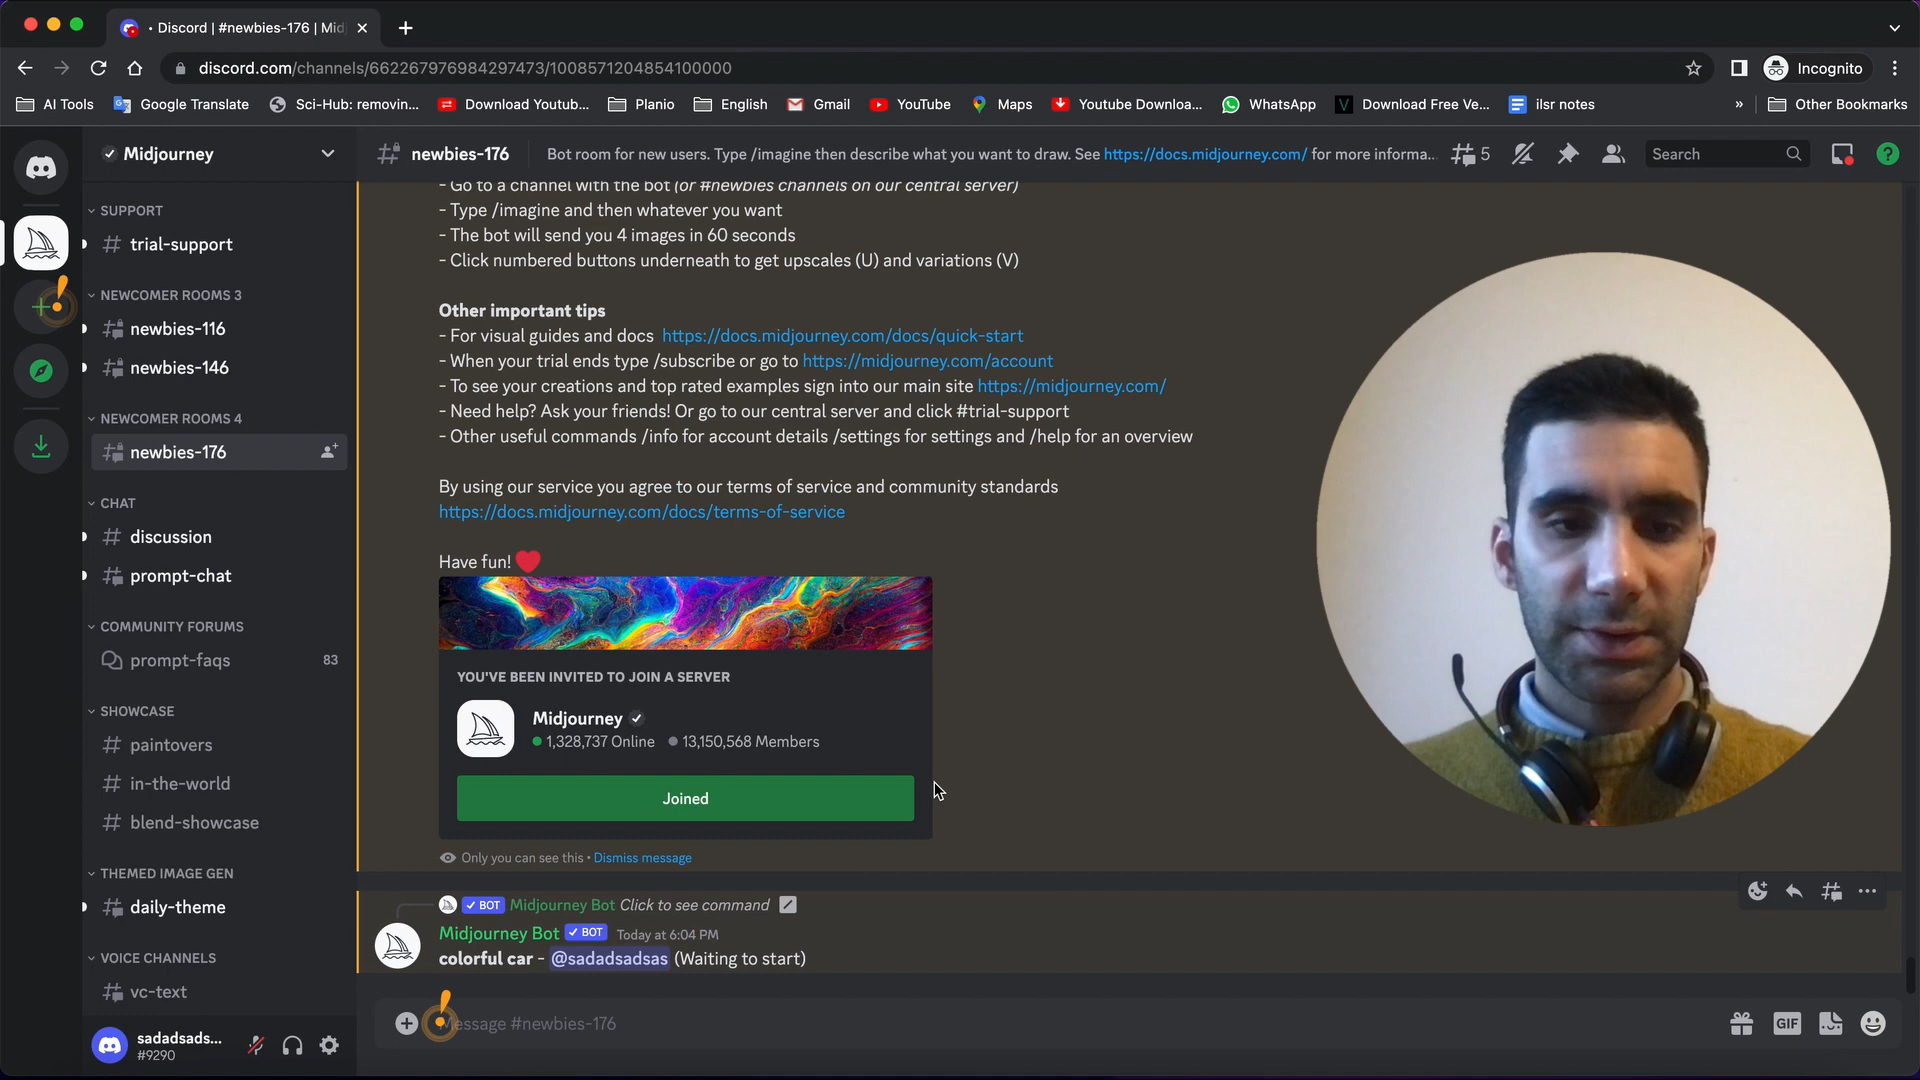 • Discord | #newbies-176 | Mid
discord.com/channels/662267976984297473/1008571204854100000
Incognito
AI Tools
Google Translate
Sci-Hub: removin...
Download Youtub...
Planio
English
Gmail
YouTube
Maps
Youtube Downloa...
WhatsApp
Download Free Ve...
ilsr notes
»
Other Bookmarks
Midjourney
newbies-176
Bot room for new users. Type /imagine then describe what you want to draw. See https://docs.midjourney.com/ for more informa...
5
Search
SUPPORT
trial-support
NEWCOMER ROOMS 3
newbies-116
newbies-146
NEWCOMER ROOMS 4
newbies-176
CHAT
discussion
prompt-chat
COMMUNITY FORUMS
prompt-faqs 83
SHOWCASE
paintovers
in-the-world
blend-showcase
THEMED IMAGE GEN
daily-theme
VOICE CHANNELS
vc-text
sadadsads...
#9290
- Go to a channel with the bot (or #newbies channels on our central server)
- Type /imagine and then whatever you want
- The bot will send you 4 images in 60 seconds
- Click numbered buttons underneath to get upscales (U) and variations (V)
Other important tips
- For visual guides and docs https://docs.midjourney.com/docs/quick-start
- When your trial ends type /subscribe or go to https://midjourney.com/account
- To see your creations and top rated examples sign into our main site https://midjourney.com/
- Need help? Ask your friends! Or go to our central server and click #trial-support
- Other useful commands /info for account details /settings for settings and /help for an overview
By using our service you agree to our terms of service and community standards
https://docs.midjourney.com/docs/terms-of-service
Have fun!
YOU'VE BEEN INVITED TO JOIN A SERVER
Midjourney
1,328,737 Online 13,150,568 Members
Joined
Only you can see this • Dismiss message
BOT Midjourney Bot Click to see command
Midjourney Bot BOT Today at 6:04 PM
colorful car - @sadadsadsas (Waiting to start)
Message #newbies-176
GIF